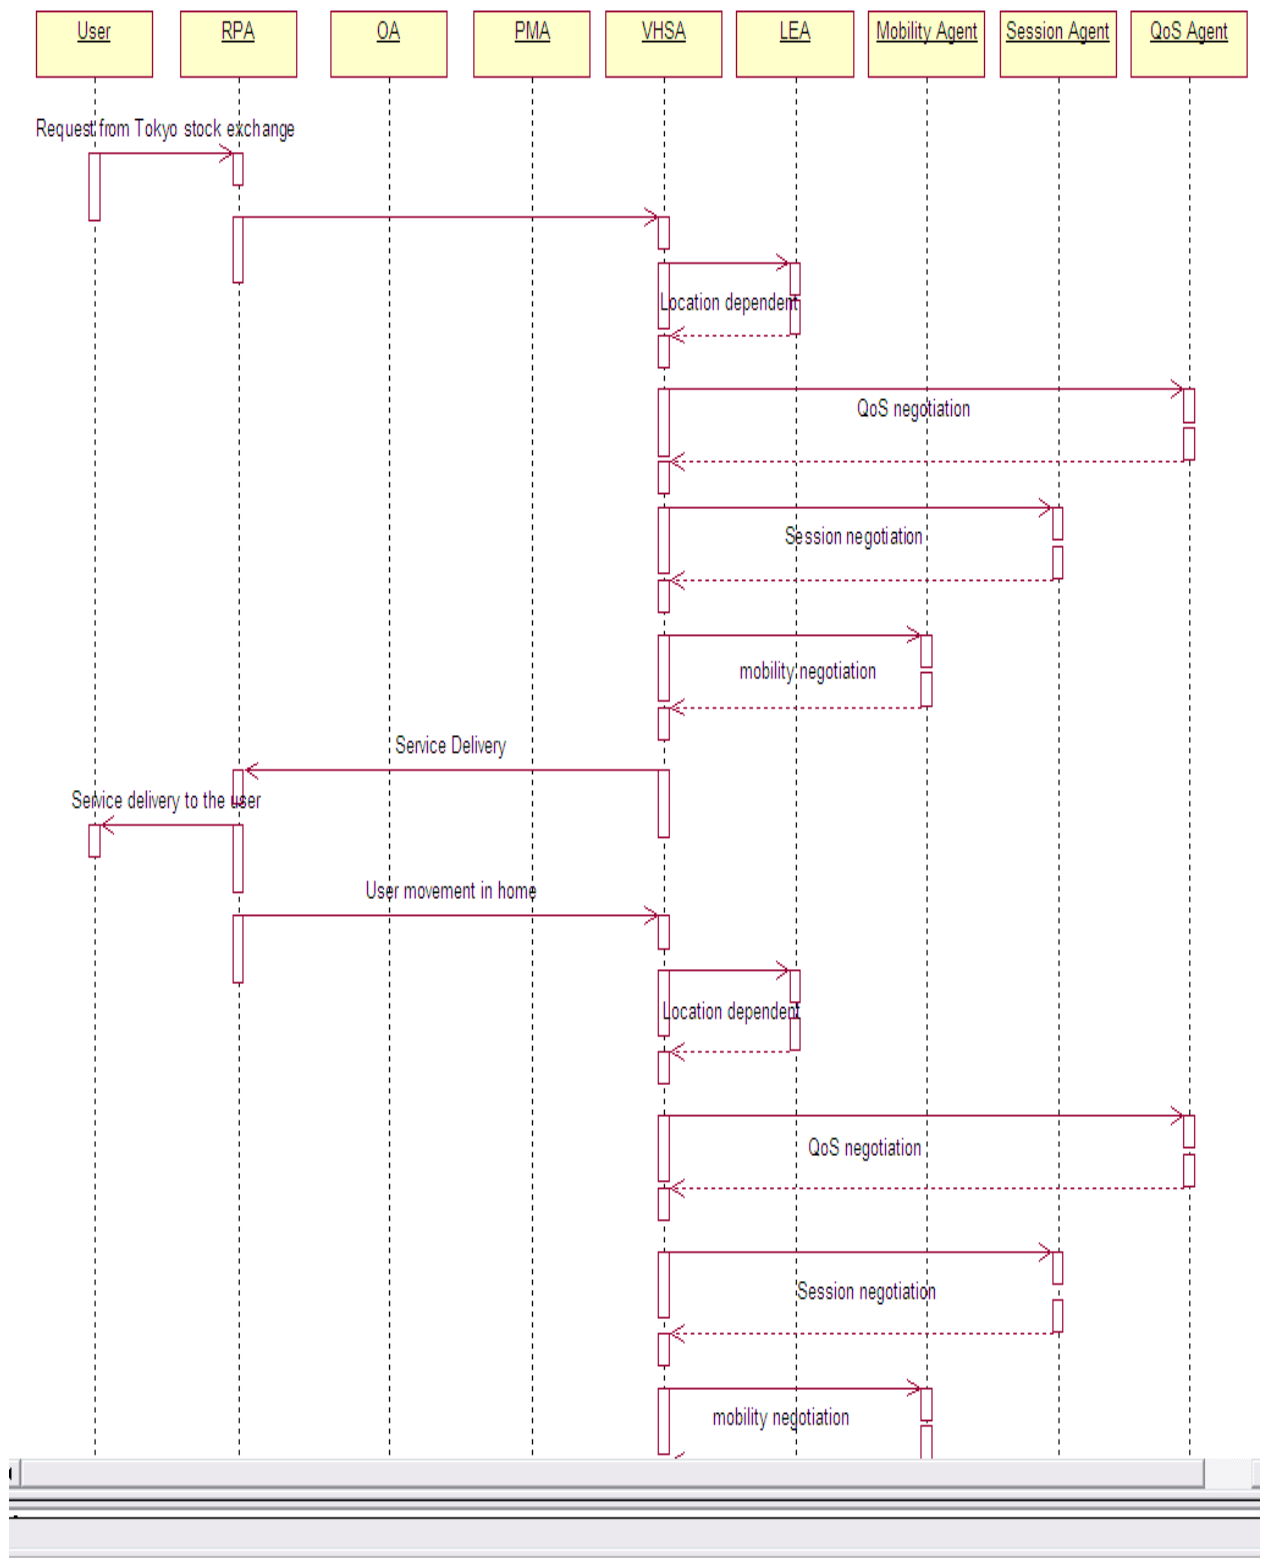 User
RPA
OA
PMA
VHSA
LEA
Mobility Agent
Session Agent
QoS Agent
Request from Tokyo stock exchange
Location dependent
QoS negotiation
Session negotiation
mobility negotiation
Service Delivery
Service delivery to the user
User movement in home
Location dependent
QoS negotiation
Session negotiation
mobility negotiation